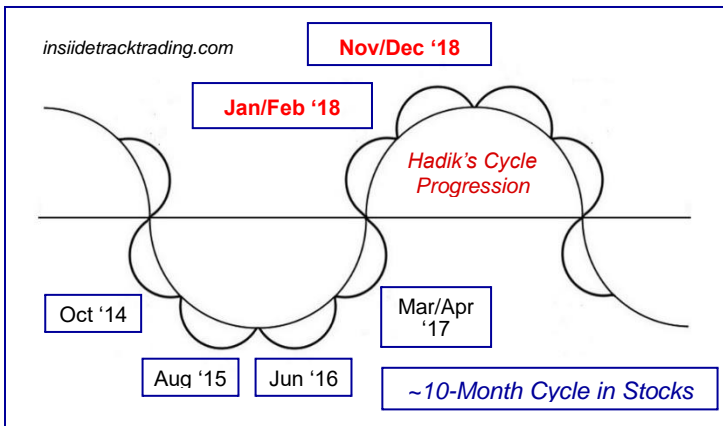 insiidetracktrading.com
Nov/Dec ‘18
Jan/Feb ‘18
Hadik’s Cycle
Progression
Oct ‘14
Mar/Apr
‘17
Aug ‘15
Jun ‘16
~10-Month Cycle in Stocks